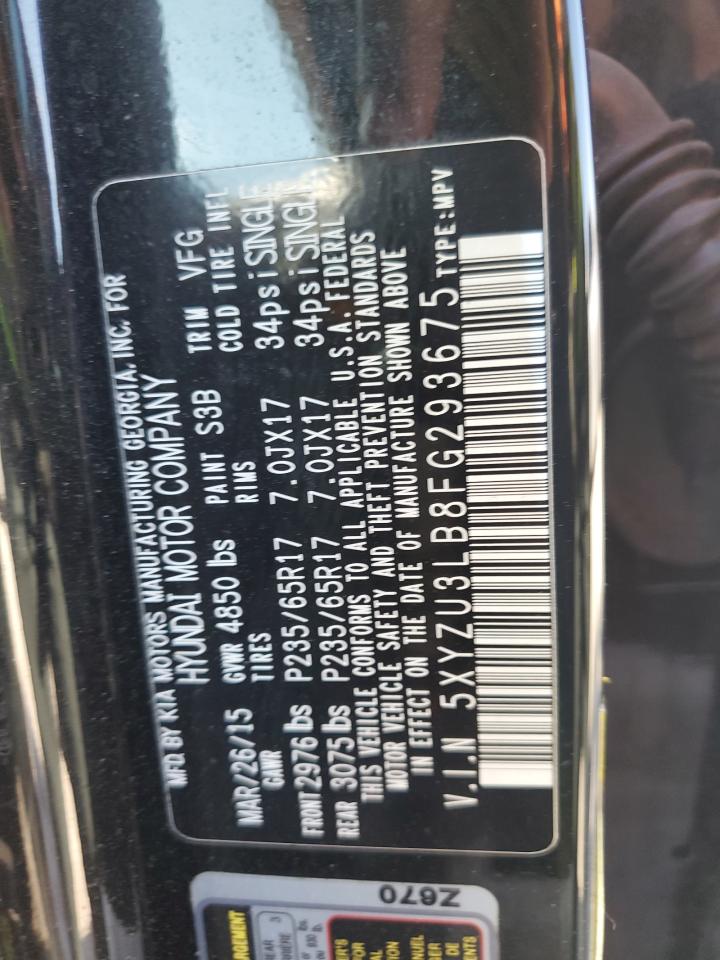 MFD BY KIA MOTORS MANUFACTURING GEORGIA, INC. FOR
HYUNDAI MOTOR COMPANY
MAR/26/15 GVWR 4850 lbs PAINT S3B TRIM VFG
GAWR TIRES RIMS COLD TIRE INFL
FRONT 2976 lbs P235/65R17 7.0JX17 34psi SINGLE
REAR 3075 lbs P235/65R17 7.0JX17 34psi SINGLE
THIS VEHICLE CONFORMS TO ALL APPLICABLE U.S.A FEDERAL
MOTOR VEHICLE SAFETY AND THEFT PREVENTION STANDARDS
IN EFFECT ON THE DATE OF MANUFACTURE SHOWN ABOVE
V.I.N 5XYZU3LB8FG293675 TYPE:MPV
Z670
3